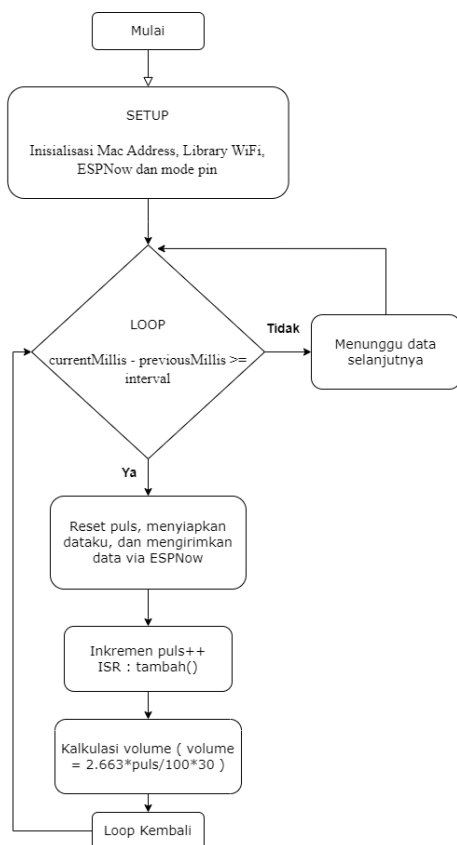 Mulai
SETUP
Inisialisasi Mac Address, Library WiFi,
ESPNow dan mode pin
LOOP
currentMillis - previousMillis >=
interval
Tidak
Menunggu data
selanjutnya
Ya
Reset puls, menyiapkan
dataku, dan mengirimkan
data via ESPNow
Inkremen puls++
ISR : tambah()
Kalkulasi volume ( volume
= 2.663*puls/100*30 )
Loop Kembali